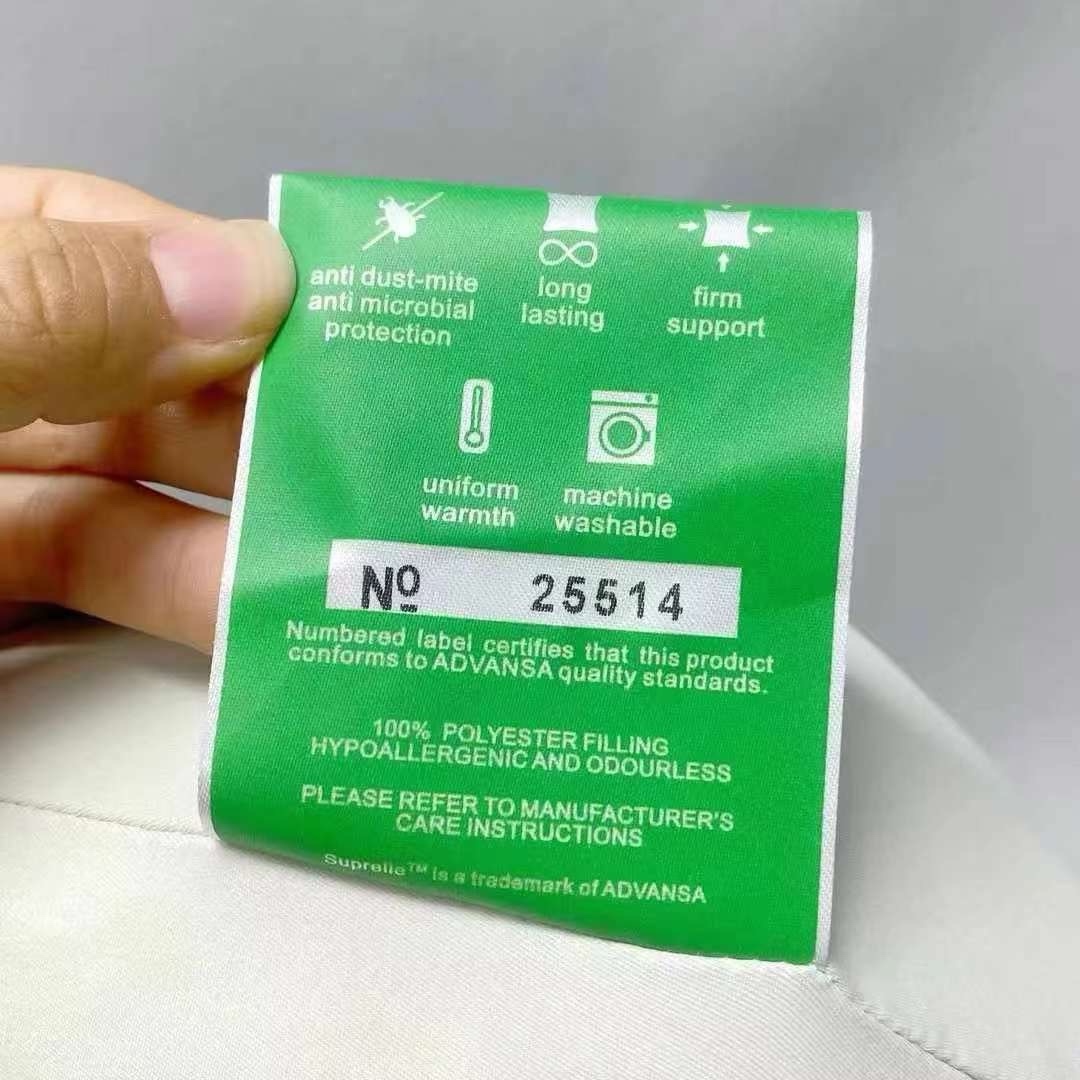 anti dust-mite
anti microbial
protection
long
lasting
firm
support
uniform
warmth
machine
washable
Nº 25514
Numbered label certifies that this product
conforms to ADVANSA quality standards.
100% POLYESTER FILLING
HYPOALLERGENIC AND ODOURLESS
PLEASE REFER TO MANUFACTURER'S
CARE INSTRUCTIONS
Suprelle™ is a trademark of ADVANSA